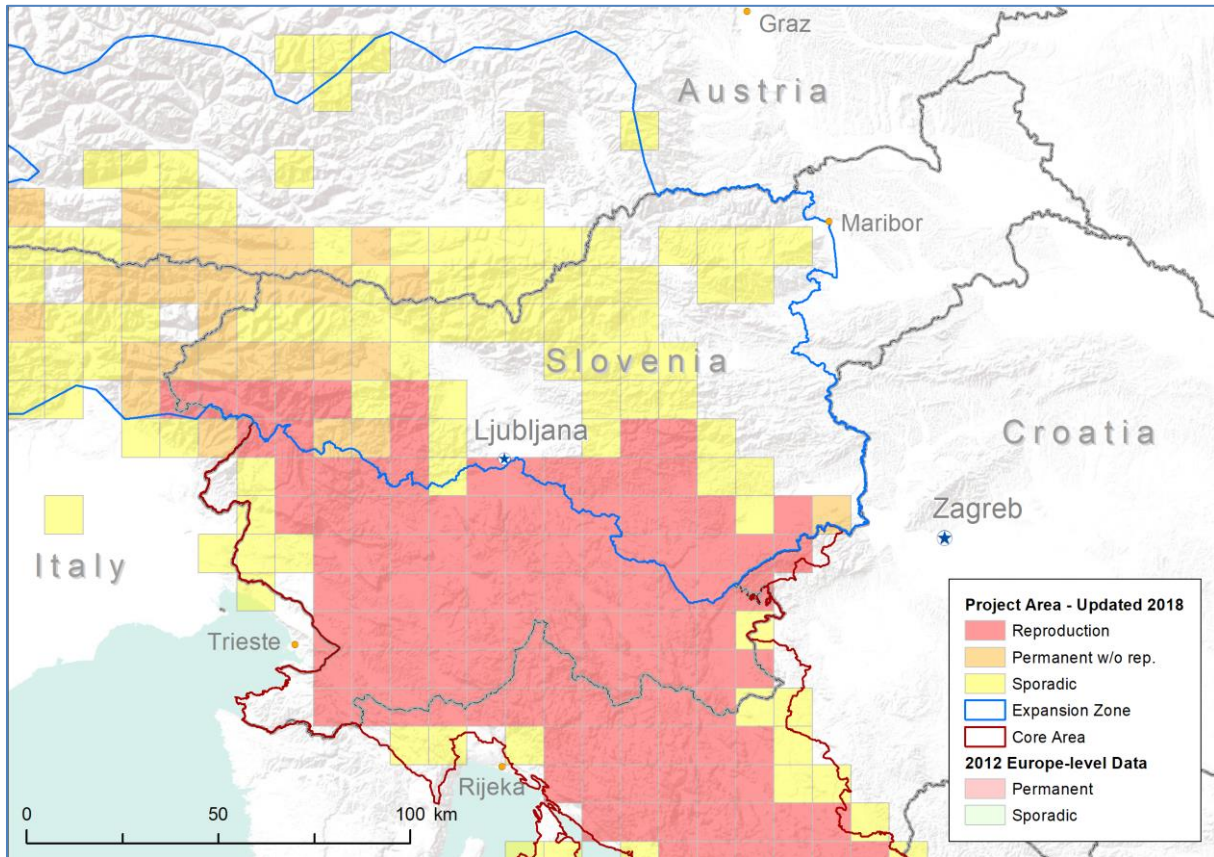 Graz
Austria
Maribor
Slovenia
Ljubljana
Croatia
Zagreb
Italy
Trieste
Rijeka
0 50 100 km
Project Area - Updated 2018
Reproduction
Permanent w/o rep.
Sporadic
Expansion Zone
Core Area
2012 Europe-level Data
Permanent
Sporadic